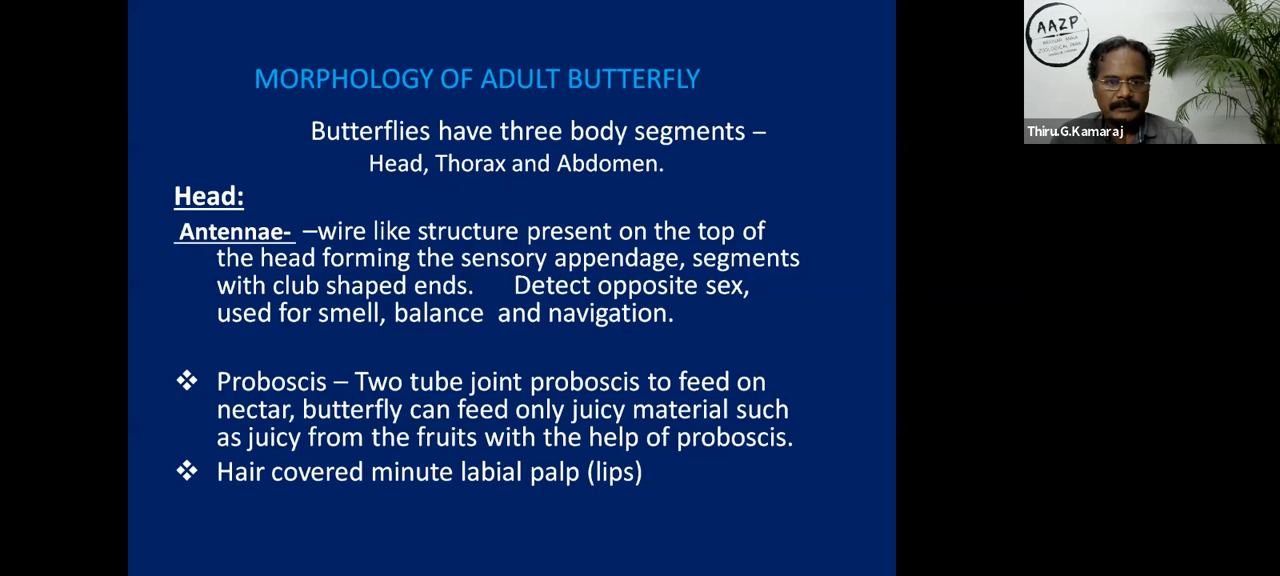 MORPHOLOGY OF ADULT BUTTERFLY
Butterflies have three body segments –
Head, Thorax and Abdomen.
Head:
Antennae- –wire like structure present on the top of
the head forming the sensory appendage, segments
with club shaped ends. Detect opposite sex,
used for smell, balance and navigation.
❖ Proboscis – Two tube joint proboscis to feed on
nectar, butterfly can feed only juicy material such
as juicy from the fruits with the help of proboscis.
❖ Hair covered minute labial palp (lips)
AAZP
ZOOLOGICAL PARK
Thiru.G.Kamaraj